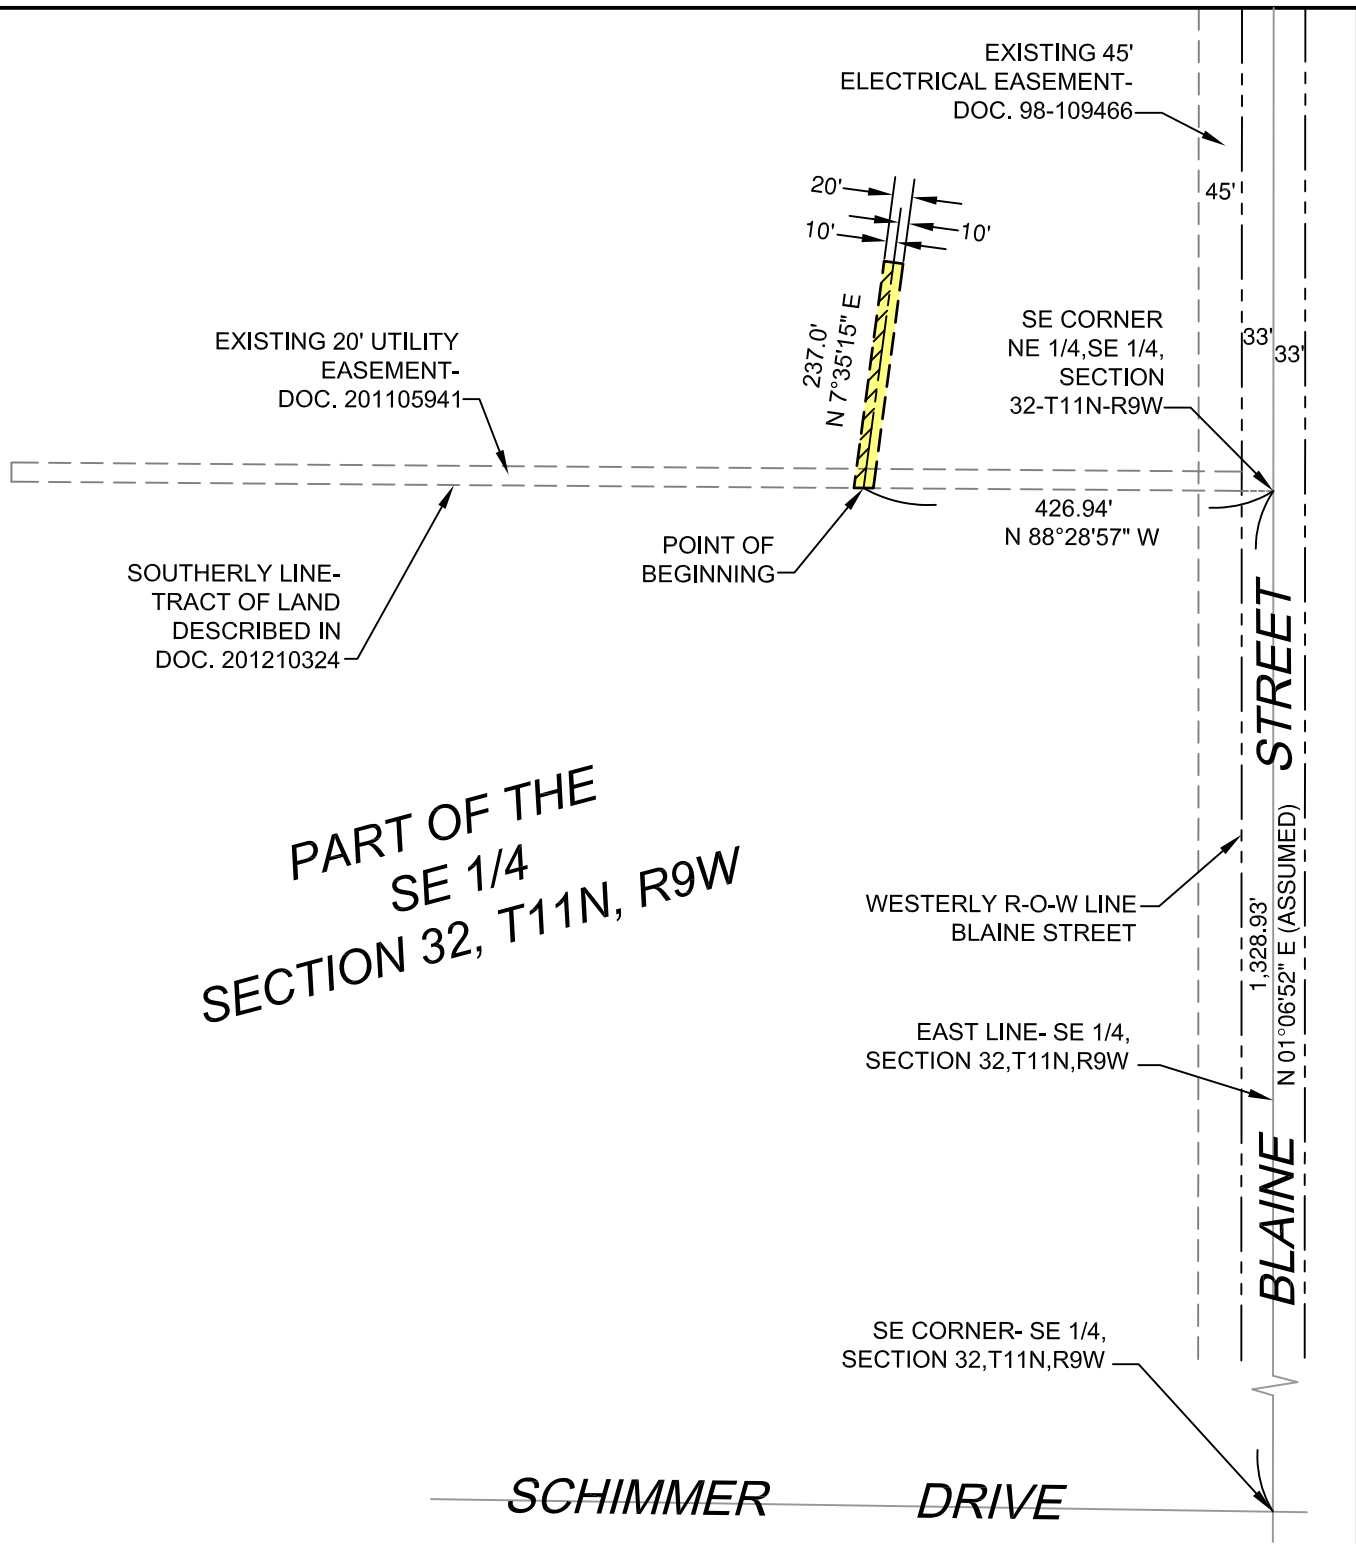 EXISTING 45'
ELECTRICAL EASEMENT-
DOC. 98-109466
45'
20'
10'
10'
237.0'
N 7°35'15" E
EXISTING 20' UTILITY
EASEMENT-
DOC. 201105941
SE CORNER
NE 1/4,SE 1/4,
SECTION
32-T11N-R9W
33'
33'
426.94'
N 88°28'57" W
POINT OF
BEGINNING
SOUTHERLY LINE-
TRACT OF LAND
DESCRIBED IN
DOC. 201210324
PART OF THE
SE 1/4
SECTION 32, T11N, R9W
WESTERLY R-O-W LINE
BLAINE STREET
1,328.93'
N 01°06'52" E (ASSUMED)
EAST LINE- SE 1/4,
SECTION 32,T11N,R9W
BLAINE STREET
SE CORNER- SE 1/4,
SECTION 32,T11N,R9W
SCHIMMER DRIVE